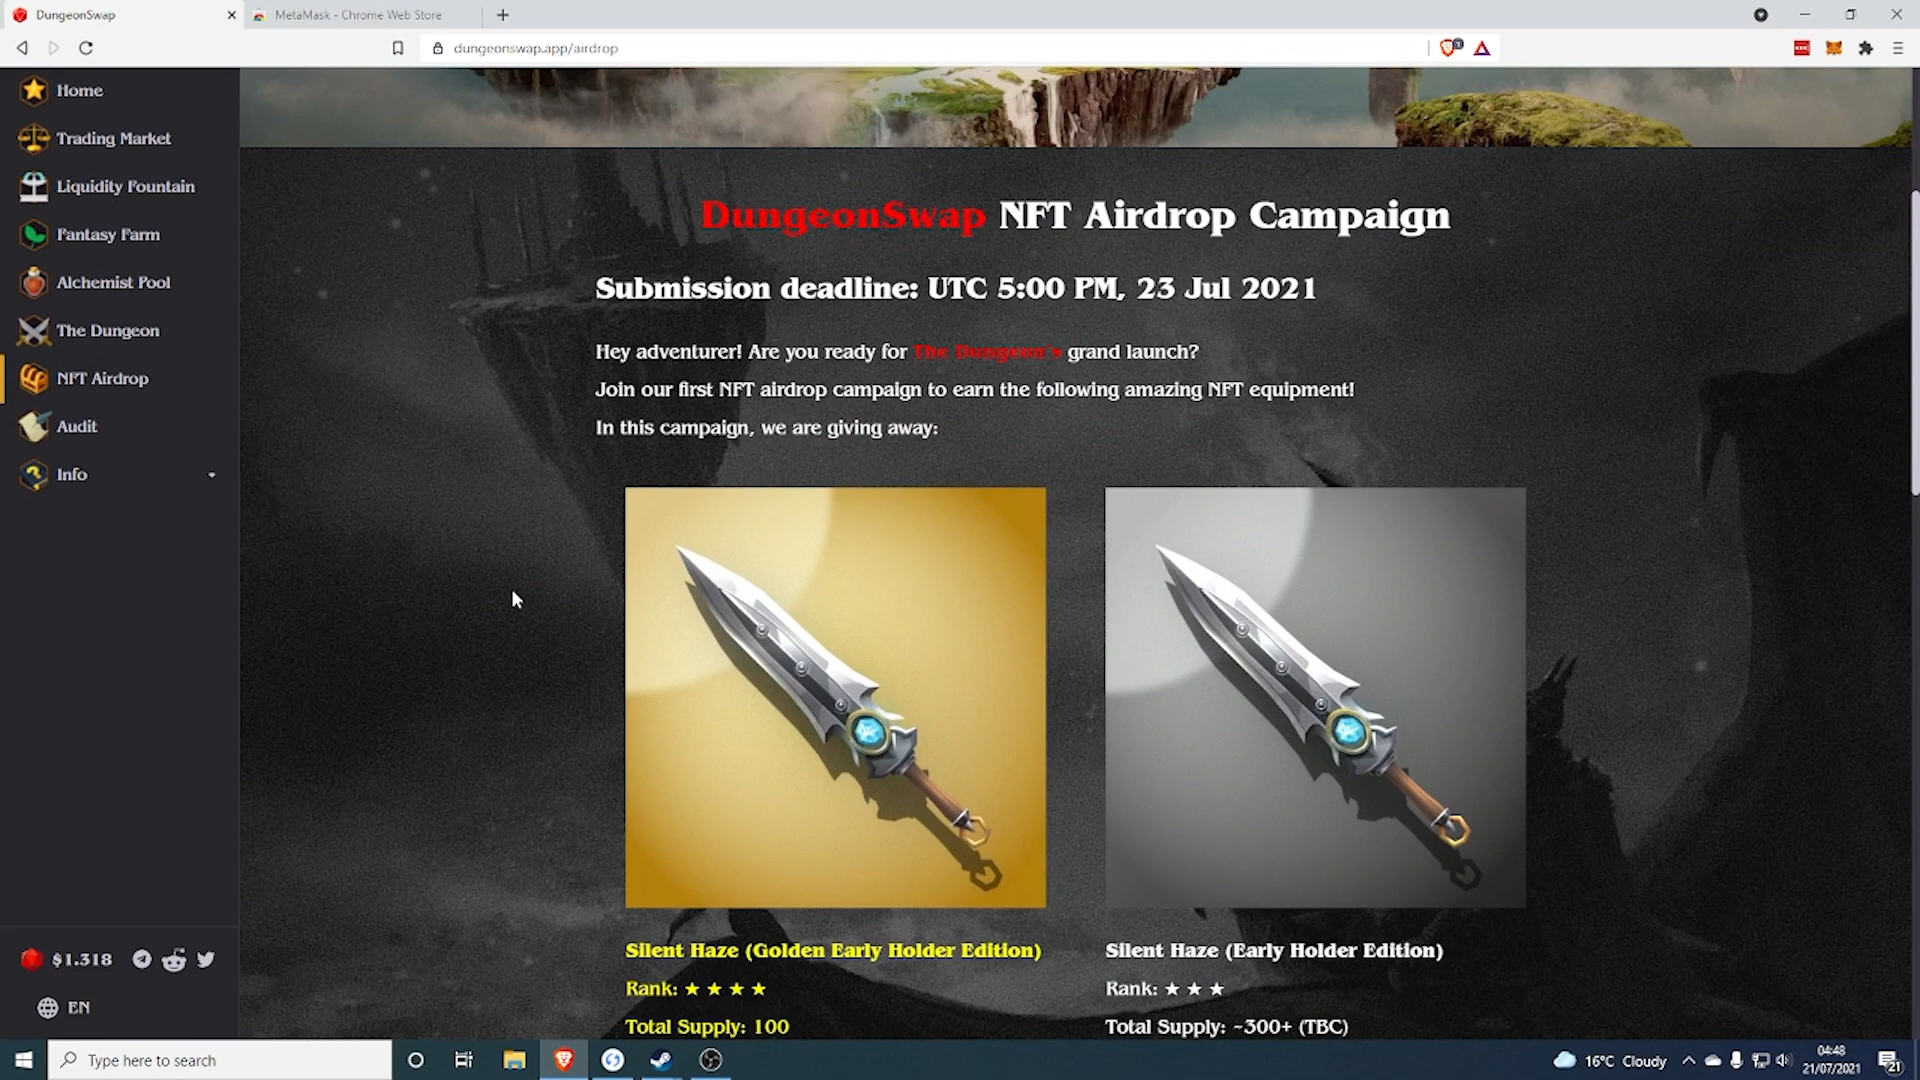 DungeonSwap
MetaMask - Chrome Web Store
dungeonswap.app/airdrop
Home
Trading Market
Liquidity Fountain
Fantasy Farm
Alchemist Pool
The Dungeon
NFT Airdrop
Audit
Info
$1.318
EN
DungeonSwap NFT Airdrop Campaign
Submission deadline: UTC 5:00 PM, 23 Jul 2021
Hey adventurer! Are you ready for The Dungeon's grand launch?
Join our first NFT airdrop campaign to earn the following amazing NFT equipment!
In this campaign, we are giving away:
Silent Haze (Golden Early Holder Edition)
Rank: ★ ★ ★ ★
Total Supply: 100
Silent Haze (Early Holder Edition)
Rank: ★ ★ ★
Total Supply: ~300+ (TBC)
Type here to search
16°C Cloudy
04:48
21/07/2021
21